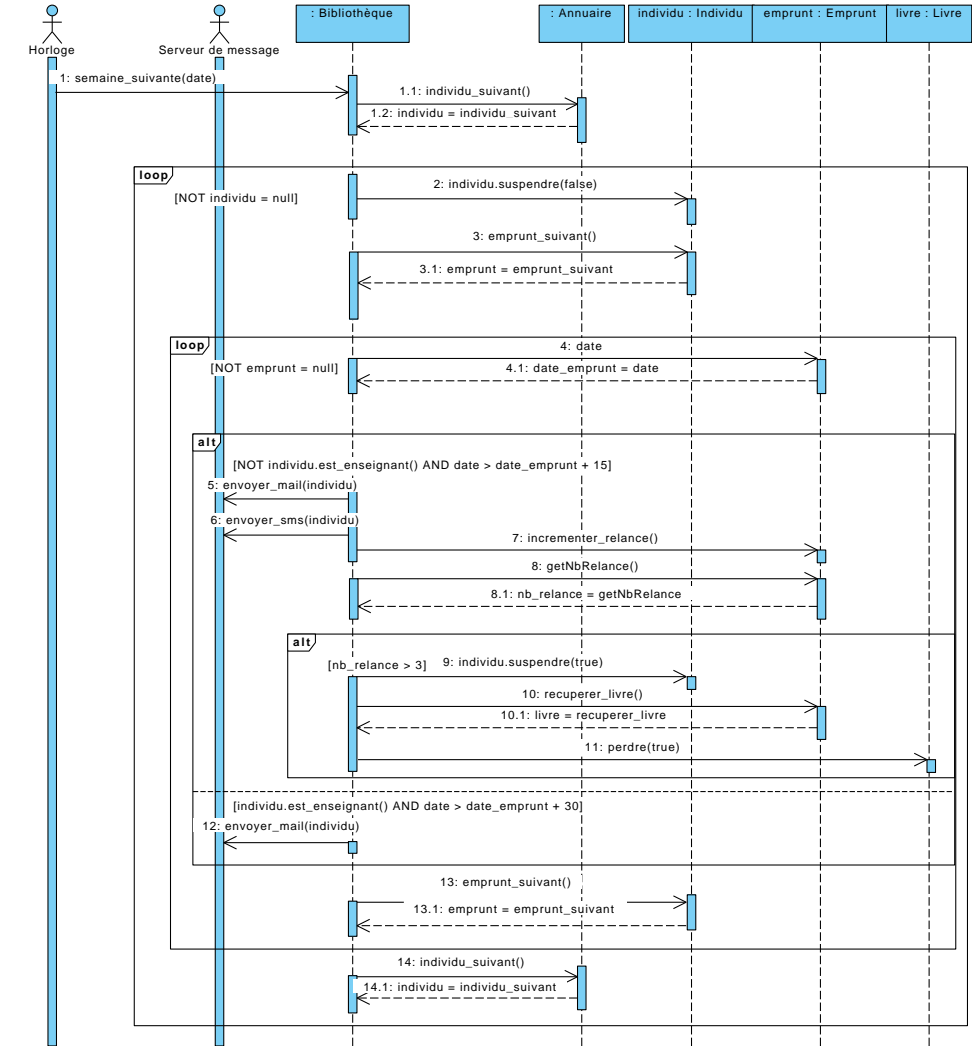 : Bibliothèque
: Annuaire
individu : Individu
emprunt : Emprunt
livre : Livre
Horloge
Serveur de message
1: semaine_suivante(date)
1.1: individu_suivant()
1.2: individu = individu_suivant
loop
2: individu.suspendre(false)
[NOT individu = null]
3: emprunt_suivant()
3.1: emprunt = emprunt_suivant
loop
4: date
[NOT emprunt = null]
4.1: date_emprunt = date
alt
[NOT individu.est_enseignant() AND date > date_emprunt + 15]
5: envoyer_mail(individu)
6: envoyer_sms(individu)
7: incrementer_relance()
8: getNbRelance()
8.1: nb_relance = getNbRelance
alt
[nb_relance > 3]
9: individu.suspendre(true)
10: recuperer_livre()
10.1: livre = recuperer_livre
11: perdre(true)
[individu.est_enseignant() AND date > date_emprunt + 30]
12: envoyer_mail(individu)
13: emprunt_suivant()
13.1: emprunt = emprunt_suivant
14: individu_suivant()
14.1: individu = individu_suivant